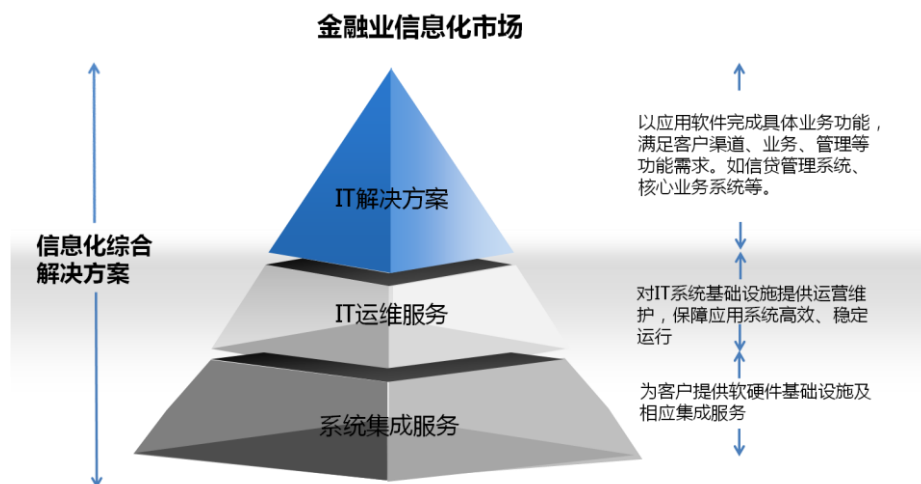 金融业信息化市场
以应用软件完成具体业务功能，
满足客户渠道、业务、管理等
功能需求。如信贷管理系统、
核心业务系统等。
IT解决方案
信息化综合
解决方案
对IT系统基础设施提供运营维
护，保障应用系统高效、稳定
运行
IT运维服务
为客户提供软硬件基础设施及
相应集成服务
系统集成服务